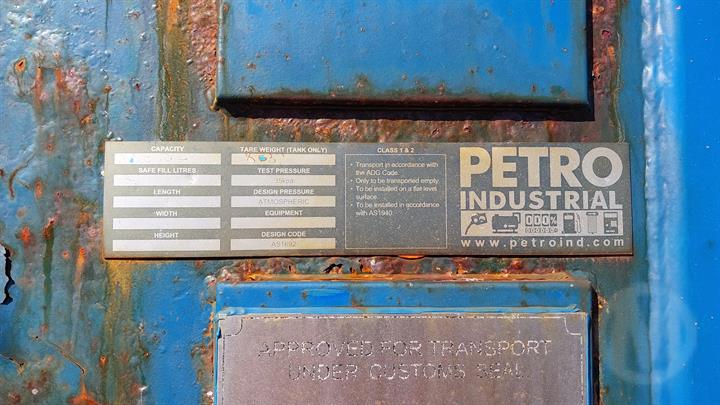 CAPACITY
SAFE FILL LITRES
LENGTH
WIDTH
HEIGHT
TARE WEIGHT (TANK ONLY)
TEST PRESSURE
DESIGN PRESSURE
ATMOSPHERIC
EQUIPMENT
DESIGN CODE
AS1692
CLASS 1 & 2
• Transport in accordance with
the ADG Code.
• Only to be transported empty.
• To be installed on a flat level
surface.
• To be installed in accordance
with AS1940.
PETRO
INDUSTRIAL
000%
www.petroind.com
APPROVED FOR TRANSPORT
UNDER CUSTOMS SEAL